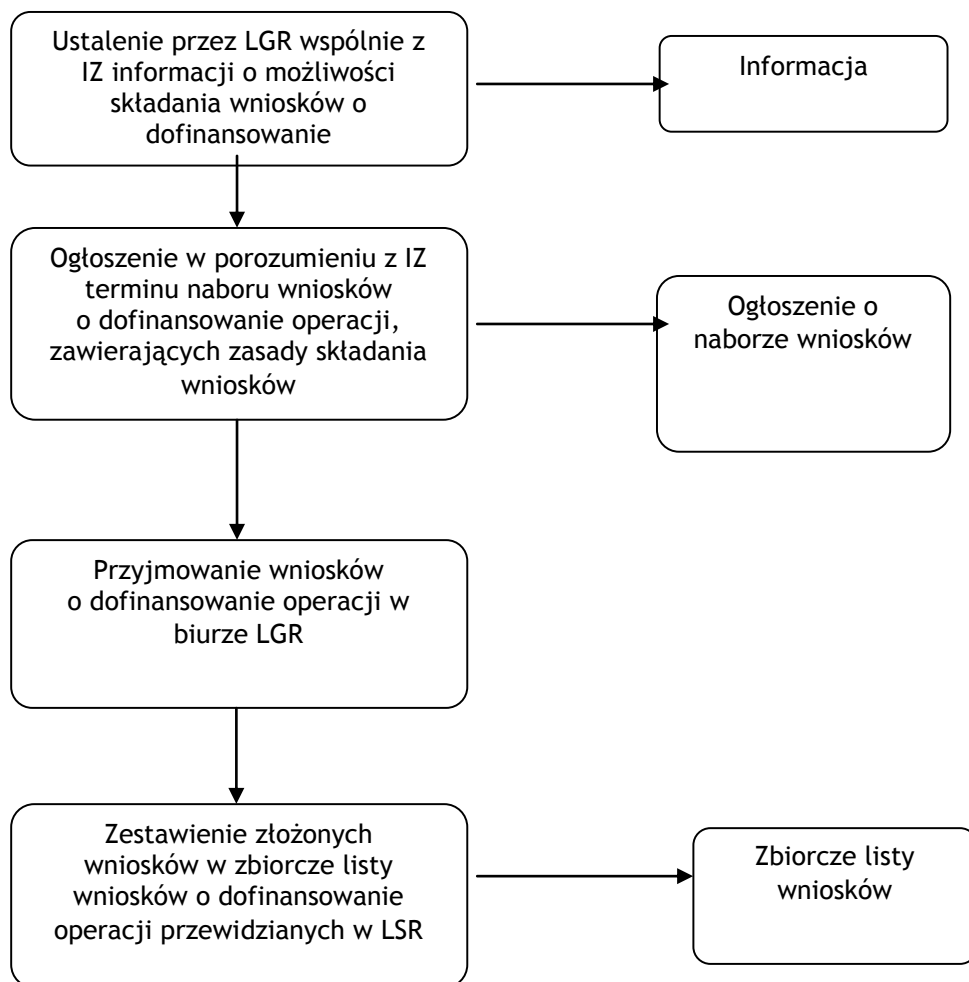 Ustalenie przez LGR wspólnie z
IZ informacji o możliwości
składania wniosków o
dofinansowanie
Informacja
Ogłoszenie w porozumieniu z IZ
terminu naboru wniosków
o dofinansowanie operacji,
zawierających zasady składania
wniosków
Ogłoszenie o
naborze wniosków
Przyjmowanie wniosków
o dofinansowanie operacji w
biurze LGR
Zestawienie złożonych
wniosków w zbiorcze listy
wniosków o dofinansowanie
operacji przewidzianych w LSR
Zbiorcze listy
wniosków